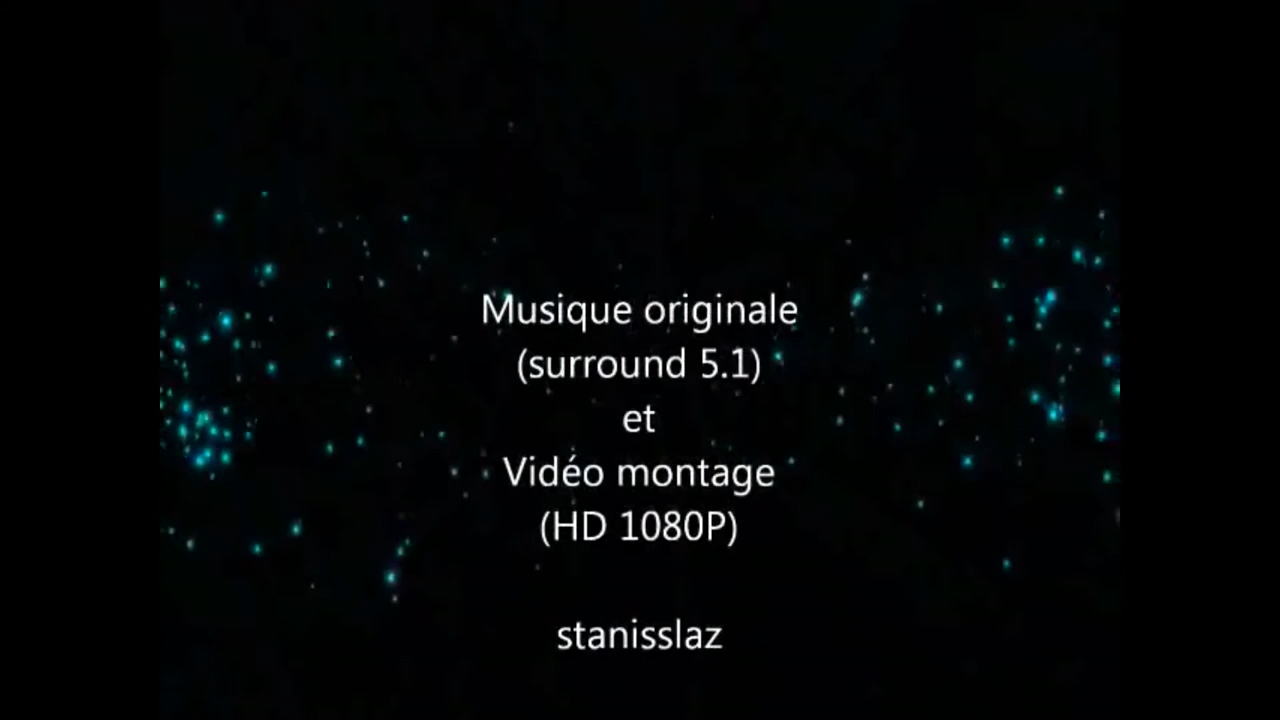 Musique originale
(surround 5.1)
et
Vidéo montage
(HD 1080P)
stanisslaz